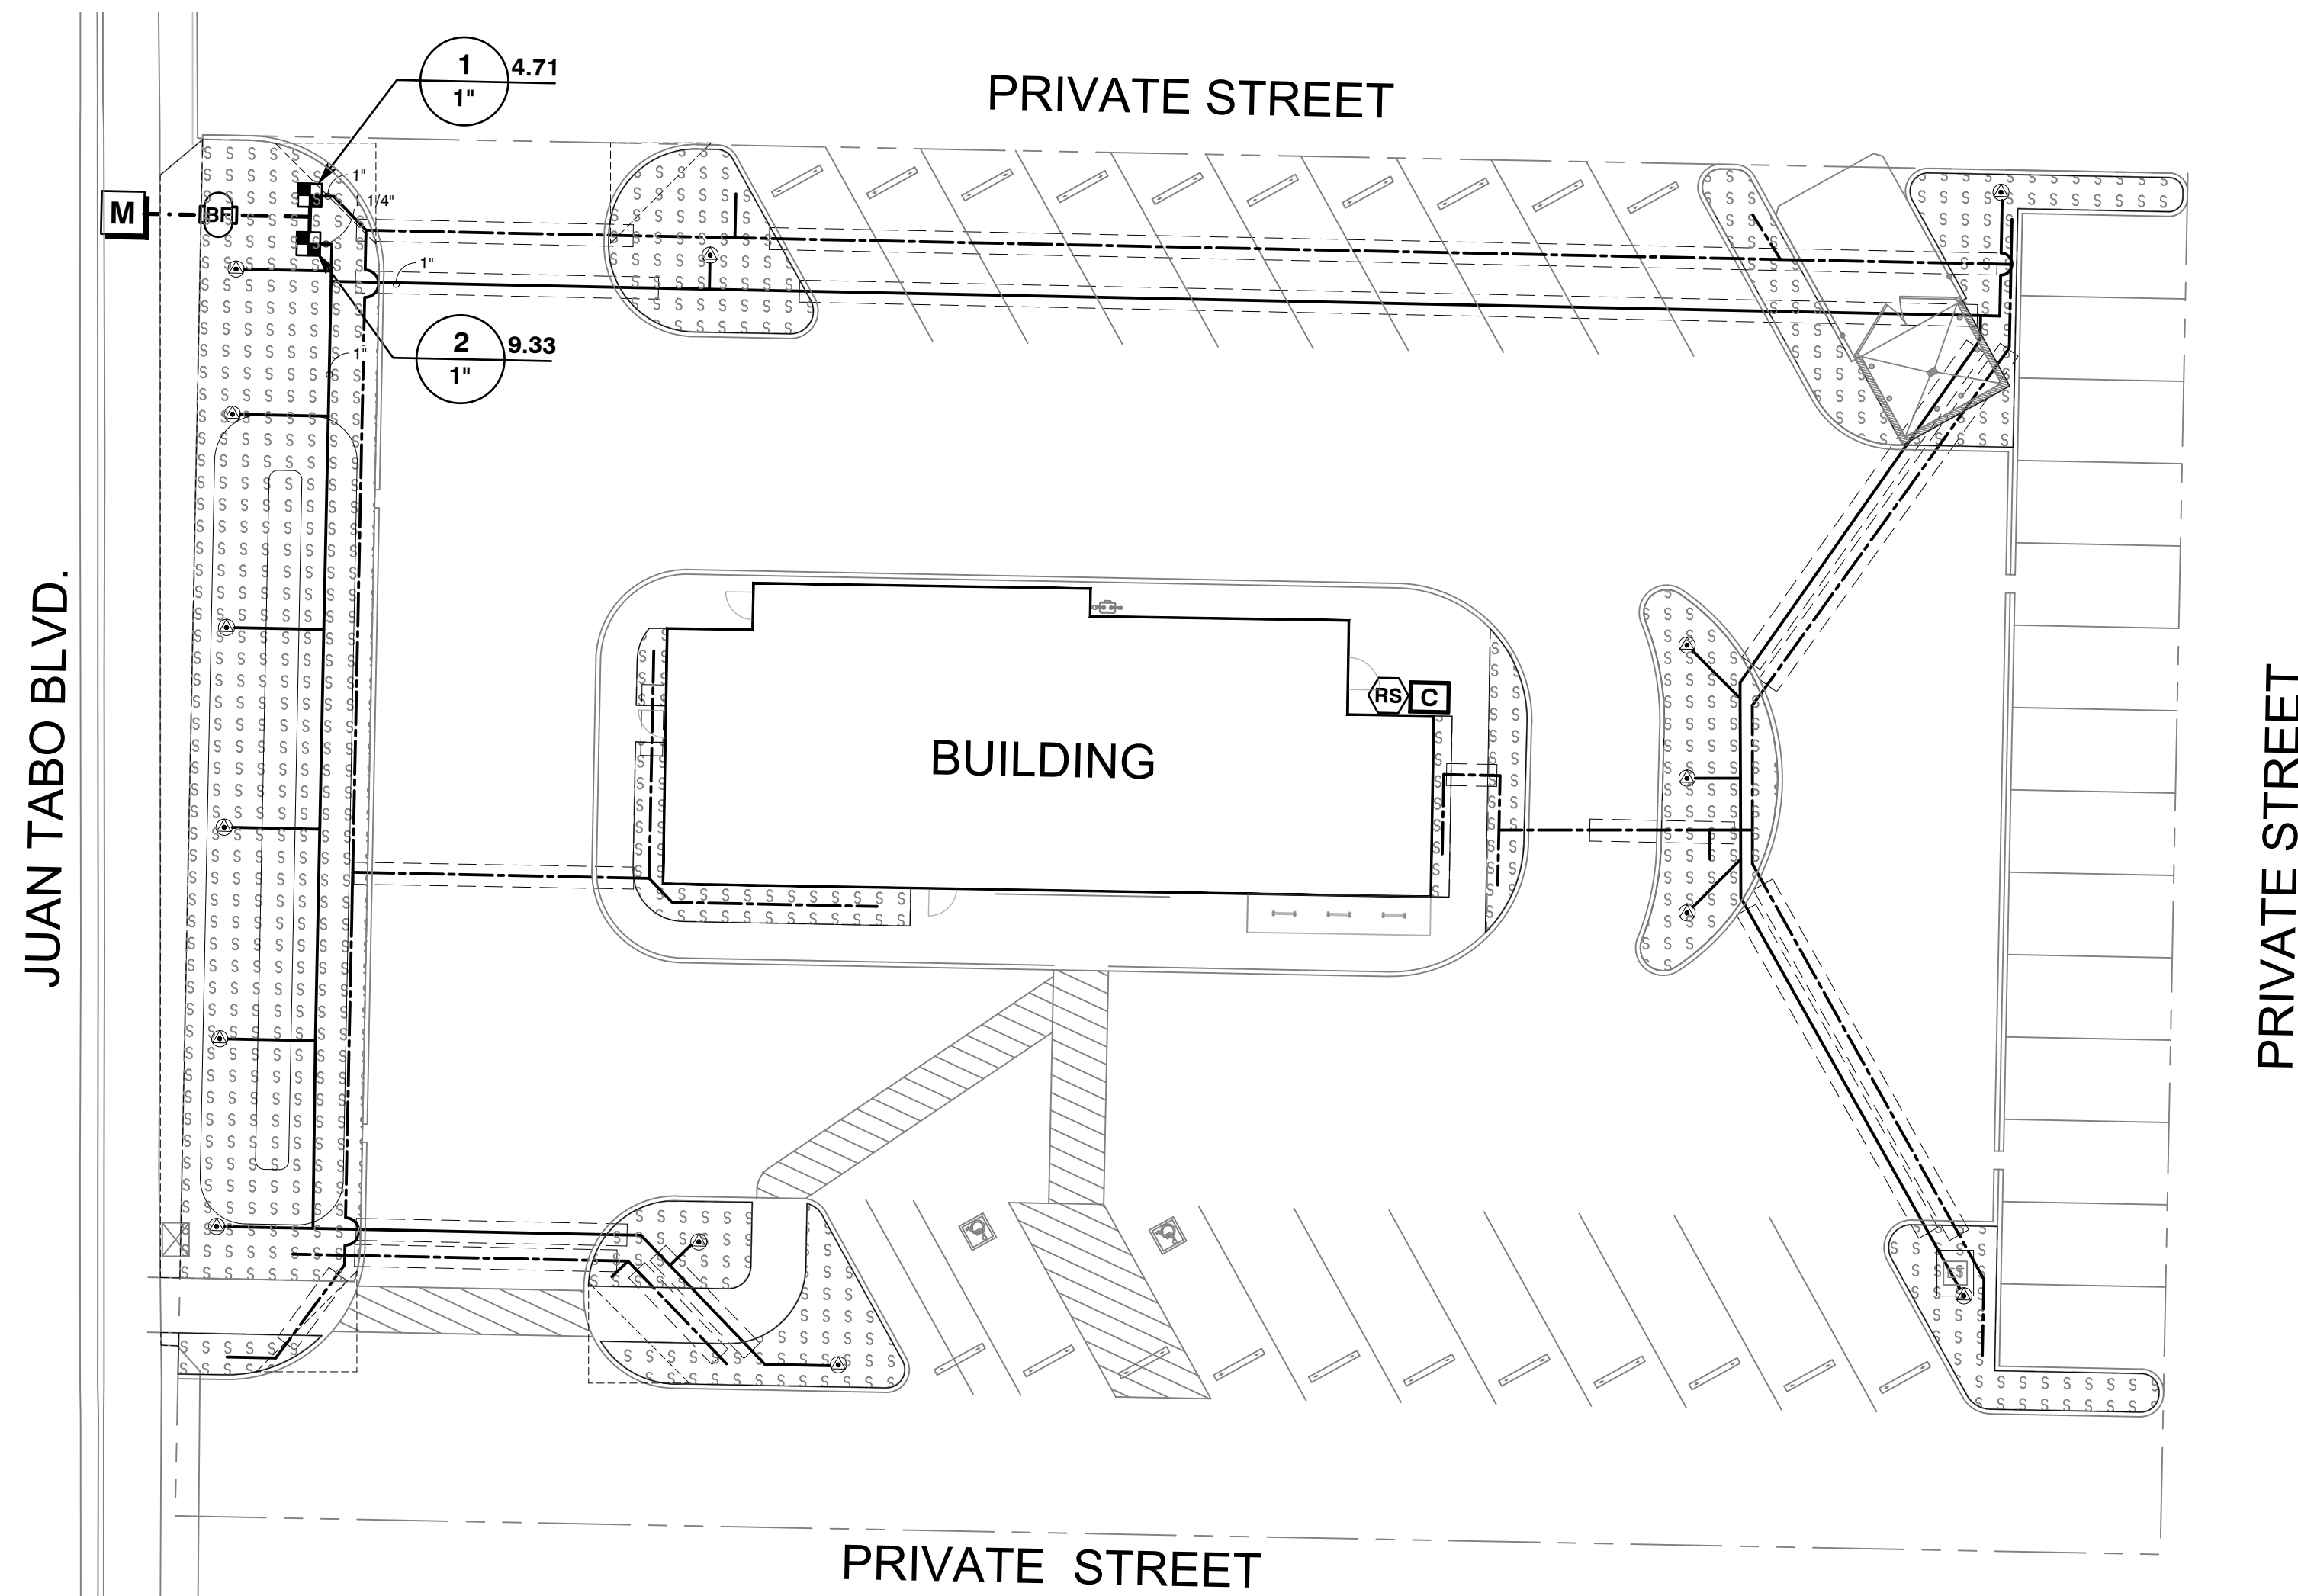 1 4.71
1"
PRIVATE STREET
1"
M
BF
1 1/4"
1"
2 9.33
1"
1"
JUAN TABO BLVD.
BUILDING
RS C
PRIVATE STREET
PRIVATE STREET